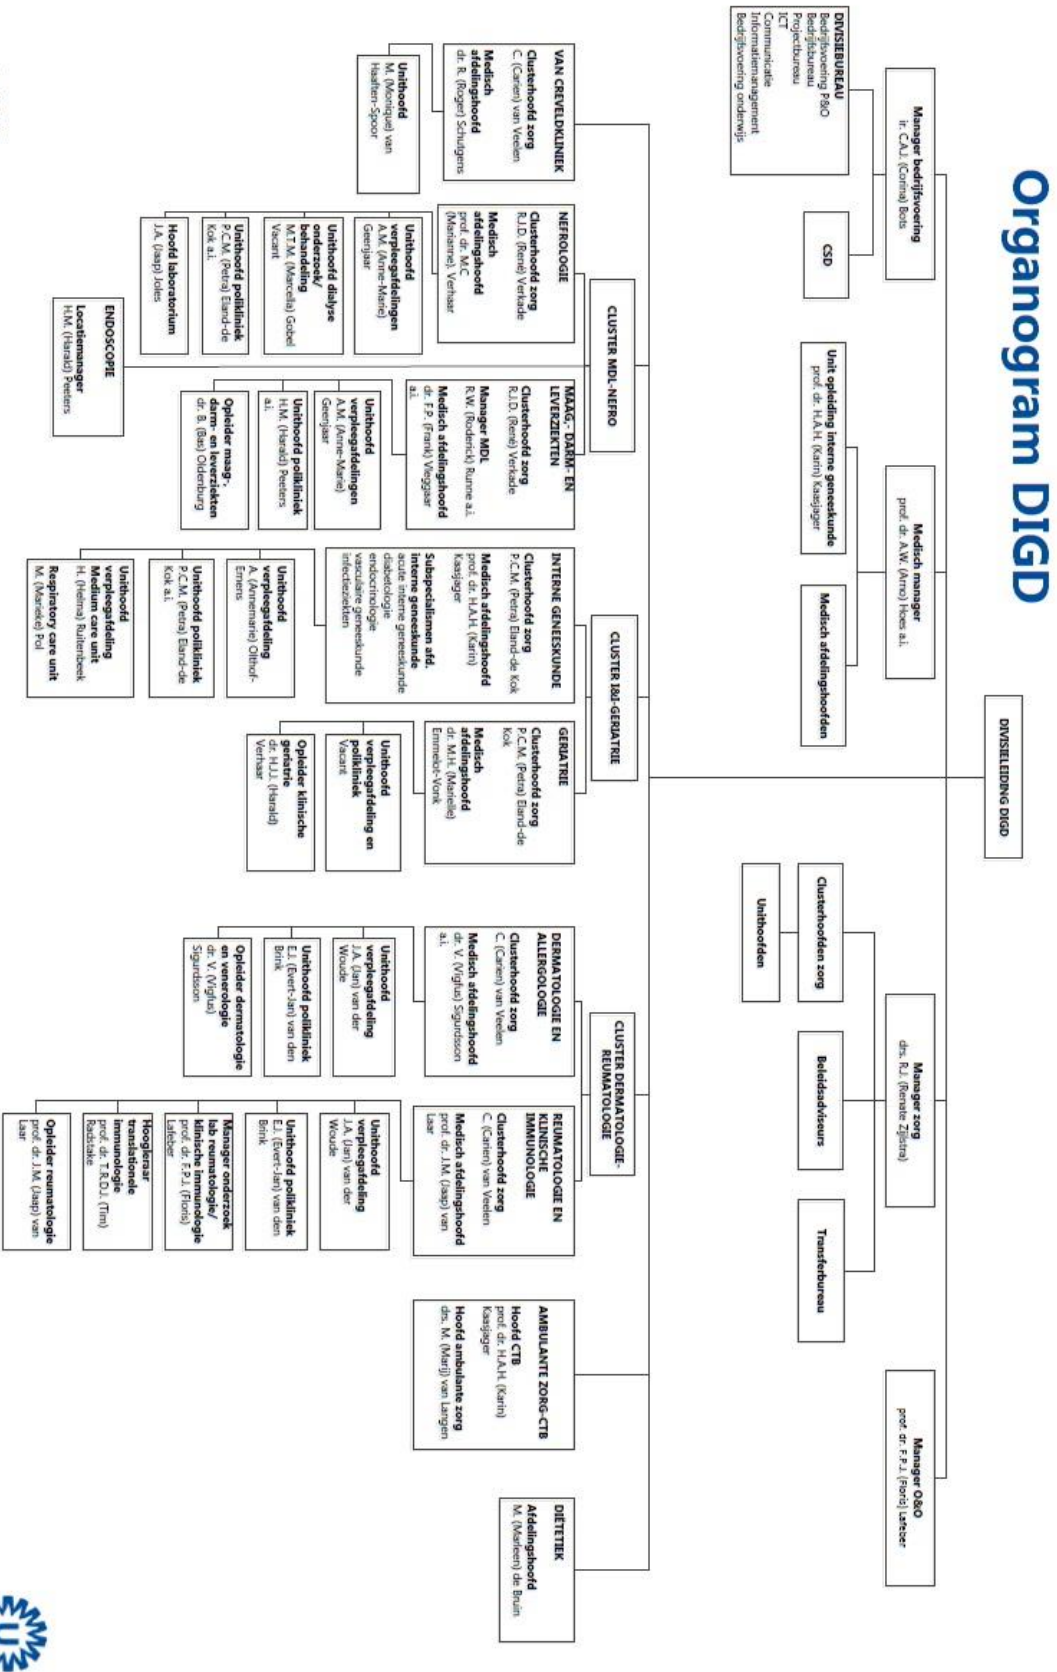 Organogram DIGD
DIVISIELEIDING DIGD
Manager bedrijfsvoering
ir. C.A.J. (Corina) Bots
Medisch manager
prof. dr. A.W. (Arno) Hoes a.i.
Manager zorg
drs. R.J. (Renate Zijlstra)
Manager O&O
prof. dr. F.P.J. (Floris) Lafeber
DIVISIEBUREAU
Bedrijfsvoering P&O
Bedrijfsbureau
Projectbureau
ICT
Communicatie
Informatiemanagement
Bedrijfsvoering onderwijs
CSD
Unit opleiding interne geneeskunde
prof. dr. H.A.H. (Karin) Kaasjager
Medisch afdelingshoofden
Clusterhoofden zorg
Unithoofden
Beleidsadviseurs
Transferbureau
VAN CREVELDKLINIEK
Clusterhoofd zorg
C. (Carien) van Veelen
Medisch
afdelingshoofd
dr. R. (Roger) Schutgens
Unithoofd
M. (Monique) van
Haaften-Spoor
CLUSTER MDL-NEFRO
NEFROLOGIE
Clusterhoofd zorg
R.J.D. (René) Verkade
Medisch
afdelingshoofd
prof. dr. M.C
(Marianne). Verhaar
Unithoofd
verpleegafdelingen
A.M. (Anne-Marie)
Geenjaar
Unithoofd dialyse
onderzoek/
behandeling
M.T.M. (Marcella) Gobel
Vacant
Unithoofd polikliniek
P.C.M. (Petra) Eland-de
Kok a.i.
Hoofd laboratorium
J.A. (Jaap) Joles
ENDOSCOPIE
Locatiemanager
H.M. (Harald) Peeters
MAAG,- DARM- EN
LEVERZIEKTEN
Clusterhoofd zorg
R.J.D. (René) Verkade
Manager MDL
R.W. (Roderick) Runne a.i.
Medisch afdelingshoofd
dr. F.P. (Frank) Vleggaar
a.i.
Unithoofd
verpleegafdelingen
A.M. (Anne-Marie)
Geenjaar
Unithoofd polikliniek
H.M. (Harald) Peeters
a.i.
Opleider maag-,
darm- en leverziekten
dr. B. (Bas) Oldenburg
CLUSTER I&I-GERIATRIE
INTERNE GENEESKUNDE
Clusterhoofd zorg
P.C.M. (Petra) Eland-de Kok
Medisch afdelingshoofd
prof. dr. H.A.H. (Karin)
Kaasjager
Subspecialismen afd.
interne geneeskunde
acute interne geneeskunde
diabetologie
endocrinologie
vasculaire geneeskunde
infectieziekten
Unithoofd
verpleegafdeling
A. (Annemarie) Olthof-
Emens
Unithoofd polikliniek
P.C.M. (Petra) Eland-de
Kok a.i.
Unithoofd
verpleegafdeling
Medium care unit
H. (Helma) Ruitenbeek
Respiratory care unit
M. (Marieke) Pol
GERIATRIE
Clusterhoofd zorg
P.C.M. (Petra) Eland-de
Kok
Medisch
afdelingshoofd
dr. M.H. (Marielle)
Emmelot-Vonk
Unithoofd
verpleegafdeling en
polikliniek
Vacant
Opleider klinische
geriatrie
dr. H.J.J. (Harald)
Verhaar
CLUSTER DERMATOLOGIE-
REUMATOLOGIE
DERMATOLOGIE EN
ALLERGOLOGIE
Clusterhoofd zorg
C. (Carien) van Veelen
Medisch afdelingshoofd
dr. V. (Vigfus) Sigurdsson
a.i.
Unithoofd
verpleegafdeling
J.A. (Jan) van der
Woude
Unithoofd polikliniek
E.J. (Evert-Jan) van den
Brink
Opleider dermatologie
en venerologie
dr. V. (Vigfus)
Sigurdsson
REUMATOLOGIE EN
KLINISCHE
IMMUNOLOGIE
Clusterhoofd zorg
C. (Carien) van Veelen
Medisch afdelingshoofd
prof. dr. J.M. (Jaap) van
Laar
Unithoofd
verpleegafdeling
J.A. (Jan) van der
Woude
Unithoofd polikliniek
E.J. (Evert-Jan) van den
Brink
Manager onderzoek
lab reumatologie/
klinische immunologie
prof. dr. F.P.J. (Floris)
Lafeber
Hoogleraar
translationele
immunologie
prof. dr. T.R.D.J. (Tim)
Radstake
Opleider reumatologie
prof. dr. J.M. (Jaap) van
Laar
AMBULANTE ZORG-CTB
Hoofd CTB
prof. dr. H.A.H. (Karin)
Kaasjager
Hoofd ambulante zorg
drs. M. (Marij) van Langen
DIËTETIEK
Afdelingshoofd
M. (Marleen) de Bruin